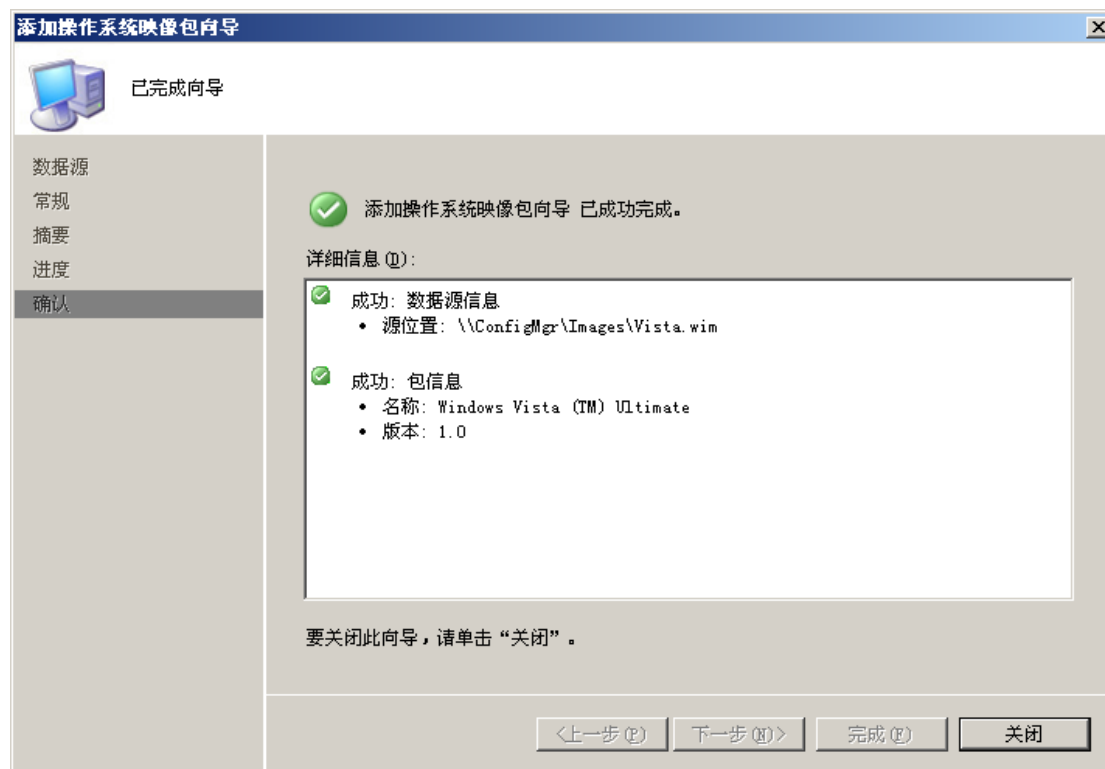 添加操作系统映像包向导
已完成向导
数据源
常规
摘要
进度
确认
添加操作系统映像包向导 已成功完成。
详细信息(D):
成功: 数据源信息
• 源位置: \\ConfigMgr\Images\Vista.wim
成功: 包信息
• 名称: Windows Vista (TM) Ultimate
• 版本: 1.0
要关闭此向导，请单击“关闭”。
<上一步(P)
下一步(N)>
完成(F)
关闭